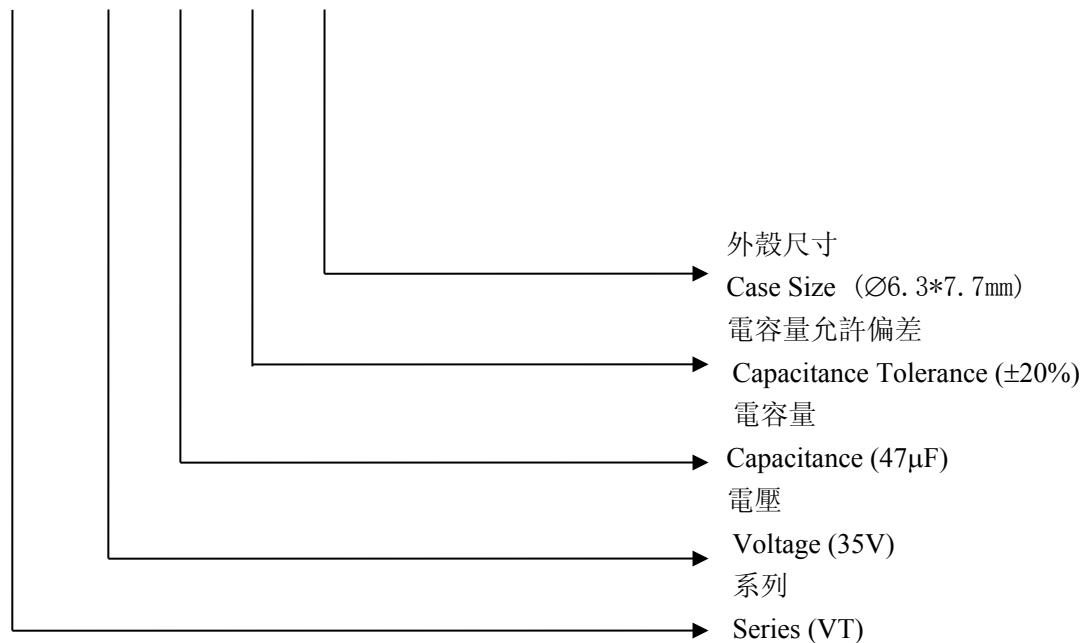 外殼尺寸
Case Size (∅6.3*7.7mm)
電容量允許偏差
Capacitance Tolerance (±20%)
電容量
Capacitance (47μF)
電壓
Voltage (35V)
系列
Series (VT)